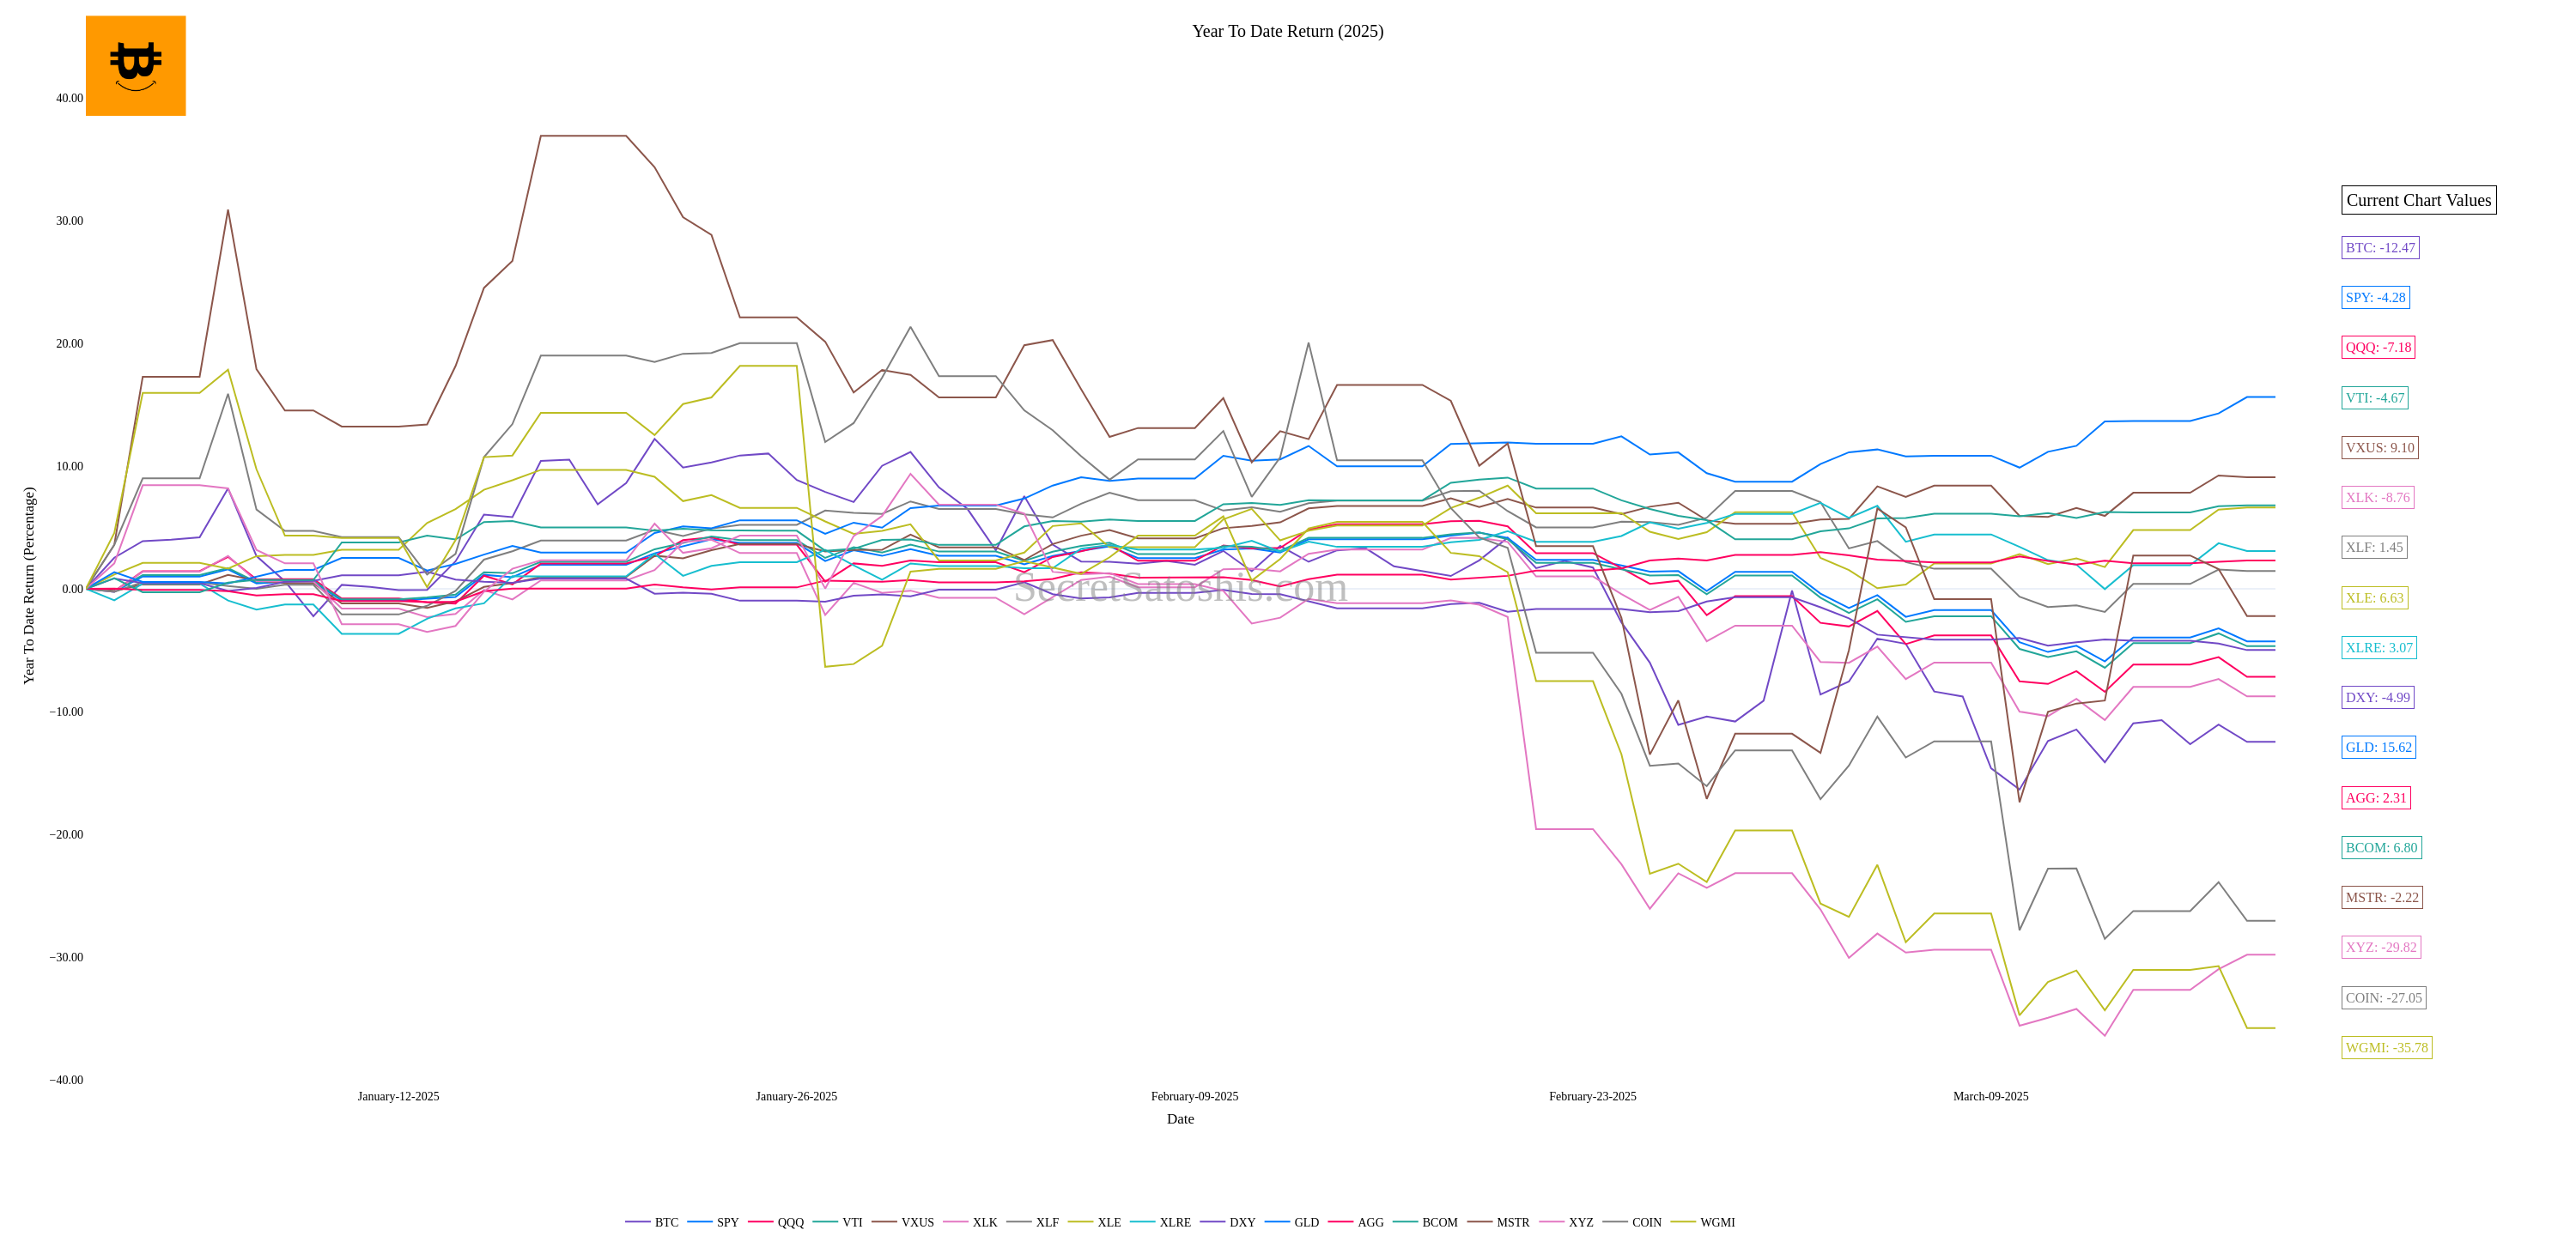 Year To Date Return (2025)
40.00
30.00
20.00
10.00
0.00
−10.00
−20.00
−30.00
−40.00
Year To Date Return (Percentage)
SecretSatoshis.com
January-12-2025
January-26-2025
February-09-2025
February-23-2025
March-09-2025
Date
Current Chart Values
BTC: -12.47
SPY: -4.28
QQQ: -7.18
VTI: -4.67
VXUS: 9.10
XLK: -8.76
XLF: 1.45
XLE: 6.63
XLRE: 3.07
DXY: -4.99
GLD: 15.62
AGG: 2.31
BCOM: 6.80
MSTR: -2.22
XYZ: -29.82
COIN: -27.05
WGMI: -35.78
BTC SPY QQQ VTI VXUS XLK XLF XLE XLRE DXY GLD AGG BCOM MSTR XYZ COIN WGMI